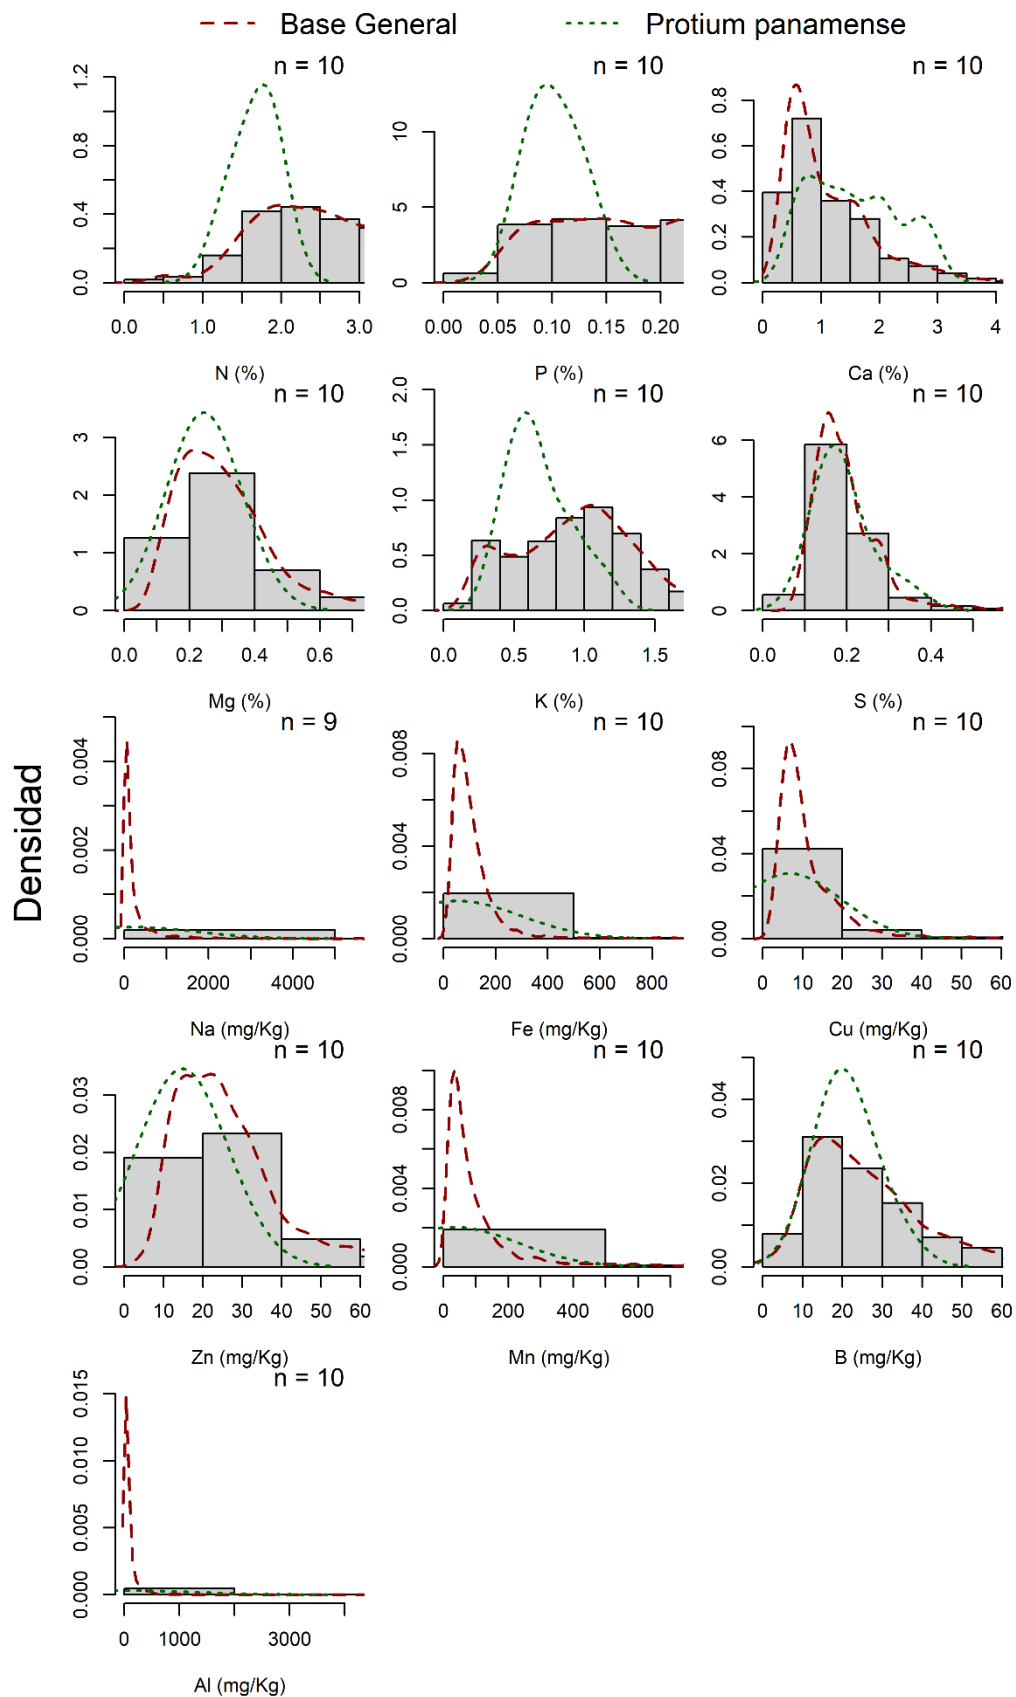 Base General Protium panamense
n = 10 n = 10 n = 10
0.0 0.4 0.8 1.2
0 5 10
0.0 0.2 0.4 0.6 0.8
0.0 1.0 2.0 3.0 0.00 0.05 0.10 0.15 0.20 0 1 2 3 4
N (%) P (%) Ca (%)
n = 10 n = 10 n = 10
0 1 2 3
0.0 0.5 1.0 1.5 2.0
0 2 4 6
0.0 0.2 0.4 0.6 0.0 0.5 1.0 1.5 0.0 0.2 0.4
Mg (%) K (%) S (%)
n = 9 n = 10 n = 10
Densidad
0.000 0.002 0.004
0.000 0.004 0.008
0.00 0.04 0.08
0 2000 4000 0 200 400 600 800 0 10 20 30 40 50 60
Na (mg/Kg) Fe (mg/Kg) Cu (mg/Kg)
n = 10 n = 10 n = 10
0.00 0.01 0.02 0.03
0.000 0.004 0.008
0.00 0.02 0.04
0 10 20 30 40 50 60 0 200 400 600 0 10 20 30 40 50 60
Zn (mg/Kg) Mn (mg/Kg) B (mg/Kg)
n = 10
0.000 0.005 0.010 0.015
0 1000 3000
Al (mg/Kg)